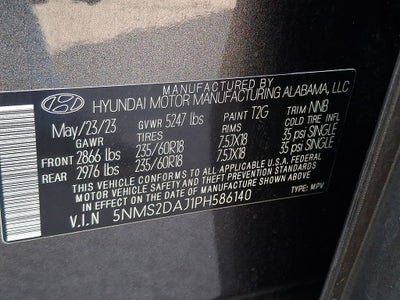 MANUFACTURED BY
HYUNDAI MOTOR MANUFACTURING ALABAMA, LLC
May/23/23 GVWR 5247 lbs PAINT T2G TRIM NNB
GAWR TIRES RIMS COLD TIRE INFL
FRONT 2866 lbs 235/60R18 7.5JX18 35 psi SINGLE
REAR 2976 lbs 235/60R18 7.5JX18 35 psi SINGLE
THIS VEHICLE CONFORMS TO ALL APPLICABLE U.S.A. FEDERAL
MOTOR VEHICLE SAFETY AND THEFT PREVENTION STANDARDS
IN EFFECT ON THE DATE OF MANUFACTURE SHOWN ABOVE.
V.I.N 5NMS2DAJ1PH586140 TYPE: MPV